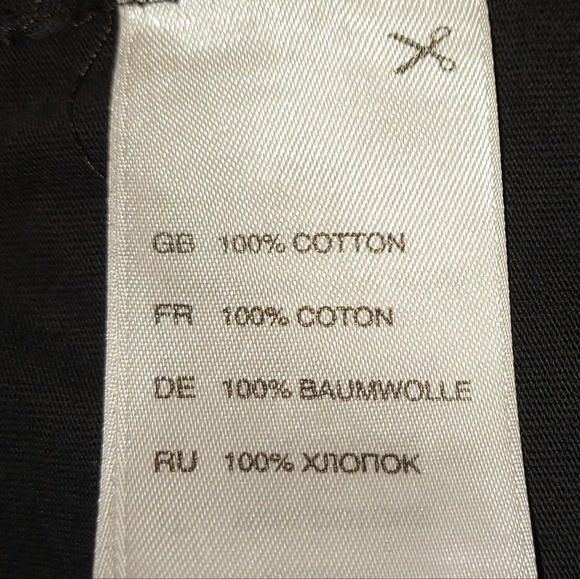 GB 100% COTTON
FR 100% COTON
DE 100% BAUMWOLLE
RU 100% ХЛОПОК